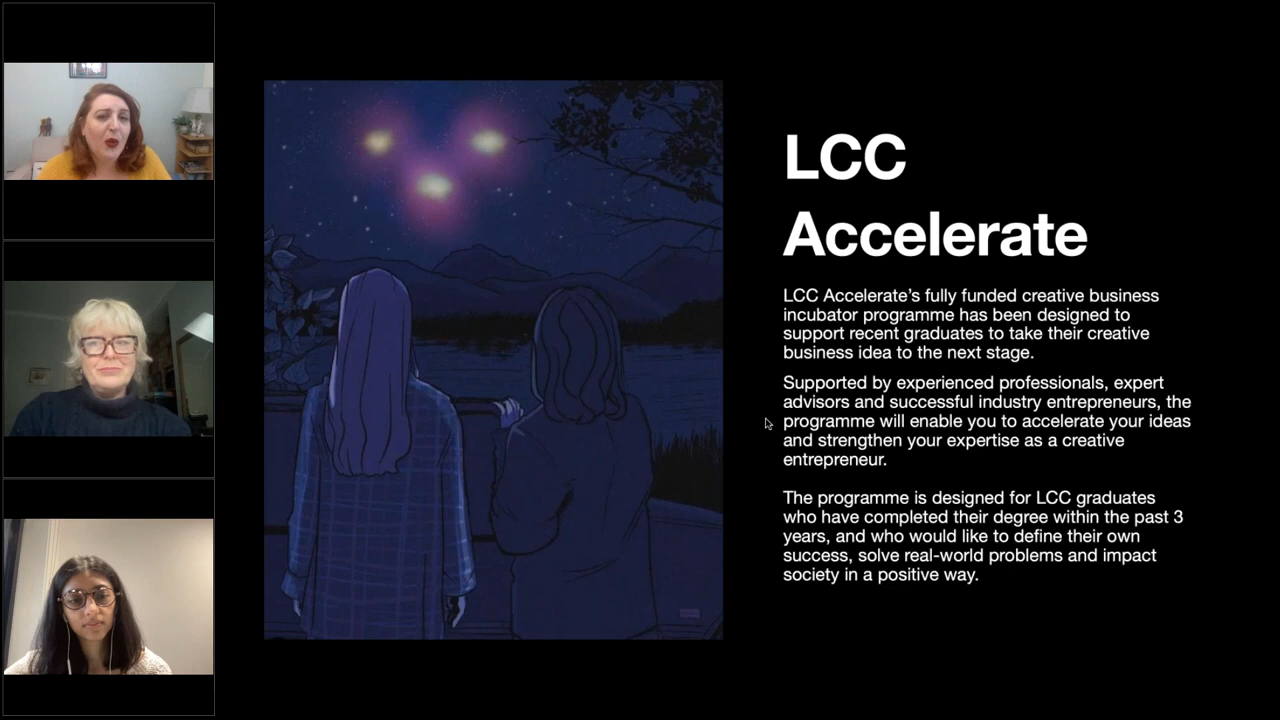 LCC
Accelerate
LCC Accelerate’s fully funded creative business
incubator programme has been designed to
support recent graduates to take their creative
business idea to the next stage.
Supported by experienced professionals, expert
advisors and successful industry entrepreneurs, the
programme will enable you to accelerate your ideas
and strengthen your expertise as a creative
entrepreneur.
The programme is designed for LCC graduates
who have completed their degree within the past 3
years, and who would like to define their own
success, solve real-world problems and impact
society in a positive way.